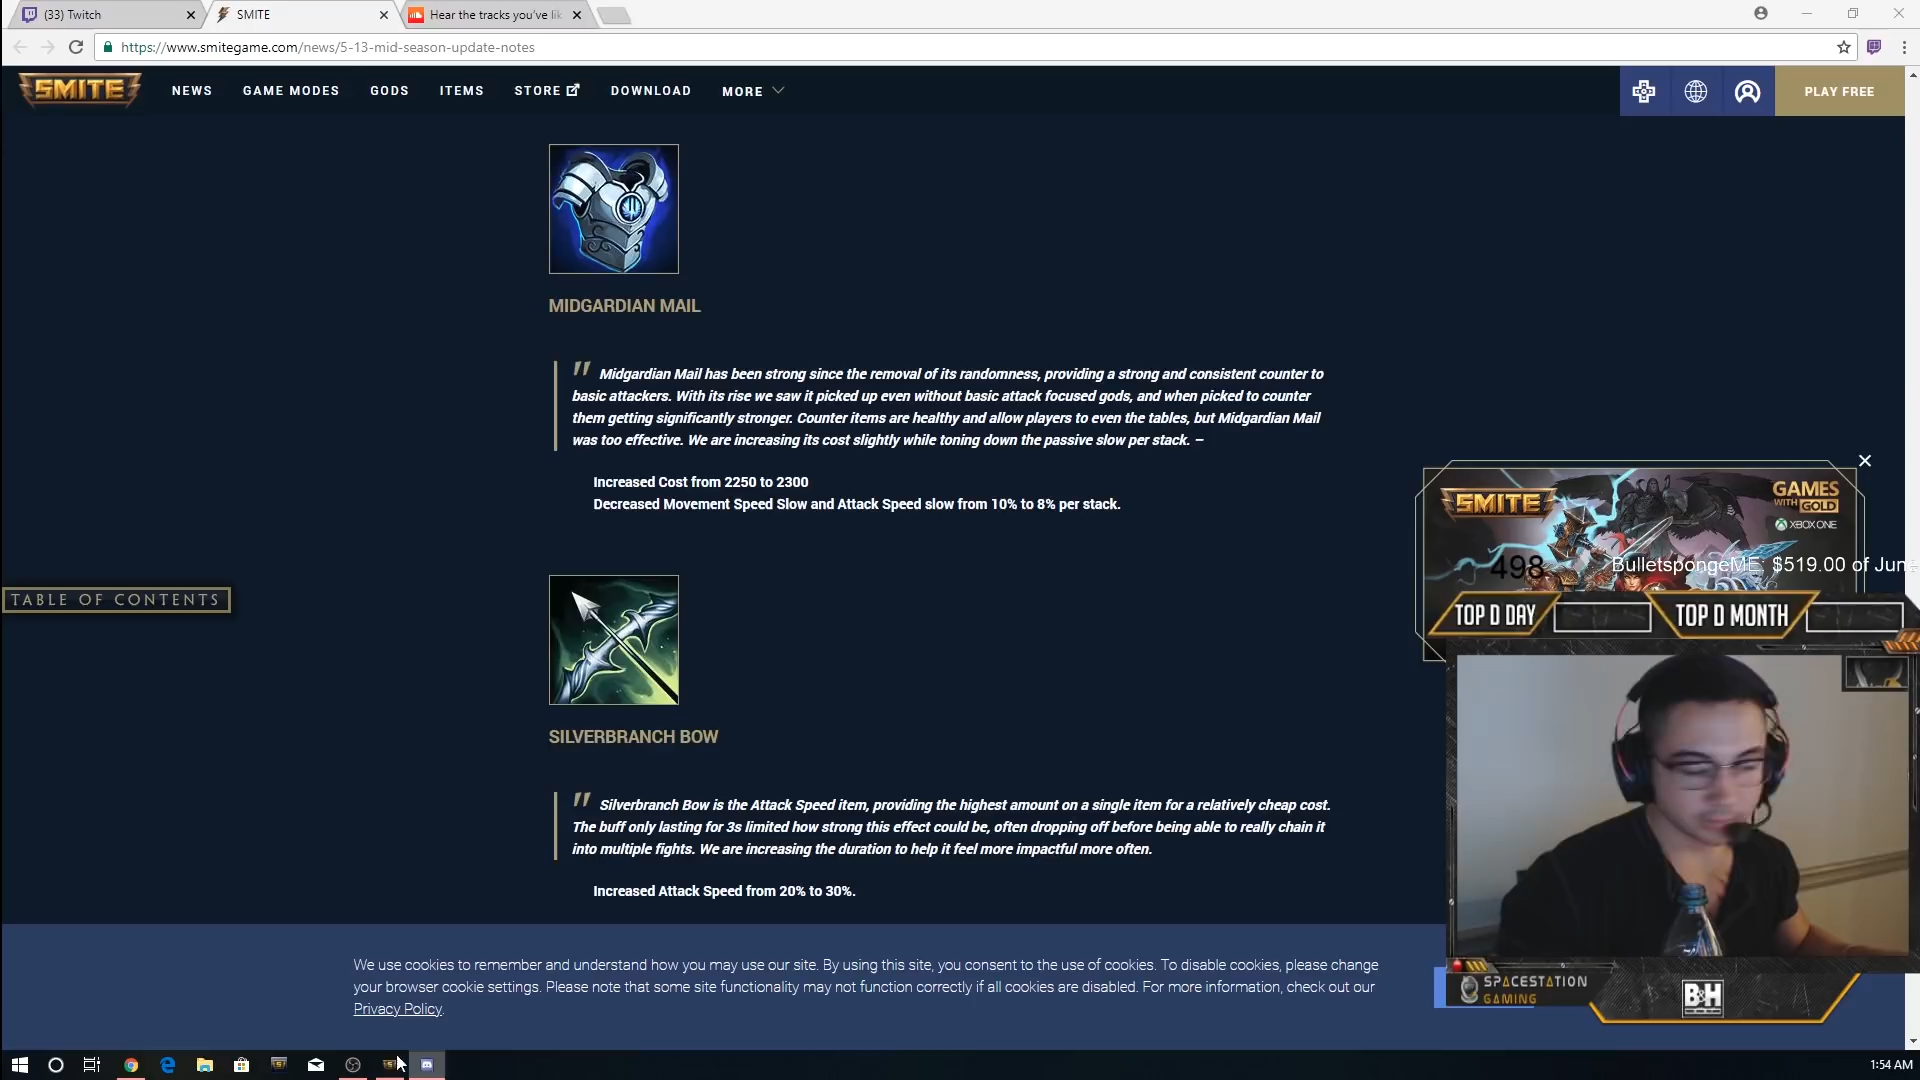 (33) Twitch
SMITE
Hear the tracks you've lik
https://www.smitegame.com/news/5-13-mid-season-update-notes
SMITE
NEWS
GAME MODES
GODS
ITEMS
STORE
DOWNLOAD
MORE
PLAY FREE
MIDGARDIAN MAIL
" Midgardian Mail has been strong since the removal of its randomness, providing a strong and consistent counter to
basic attackers. With its rise we saw it picked up even without basic attack focused gods, and when picked to counter
them getting significantly stronger. Counter items are healthy and allow players to even the tables, but Midgardian Mail
was too effective. We are increasing its cost slightly while toning down the passive slow per stack. –
Increased Cost from 2250 to 2300
Decreased Movement Speed Slow and Attack Speed slow from 10% to 8% per stack.
TABLE OF CONTENTS
SILVERBRANCH BOW
" Silverbranch Bow is the Attack Speed item, providing the highest amount on a single item for a relatively cheap cost.
The buff only lasting for 3s limited how strong this effect could be, often dropping off before being able to really chain it
into multiple fights. We are increasing the duration to help it feel more impactful more often.
Increased Attack Speed from 20% to 30%.
SMITE
GAMES
WITH GOLD
XBOX ONE
498
BulletspongeME: $519.00 of June
TOP D DAY
TOP D MONTH
SPACESTATION
GAMING
B&H
We use cookies to remember and understand how you may use our site. By using this site, you consent to the use of cookies. To disable cookies, please change
your browser cookie settings. Please note that some site functionality may not function correctly if all cookies are disabled. For more information, check out our
Privacy Policy.
1:54 AM